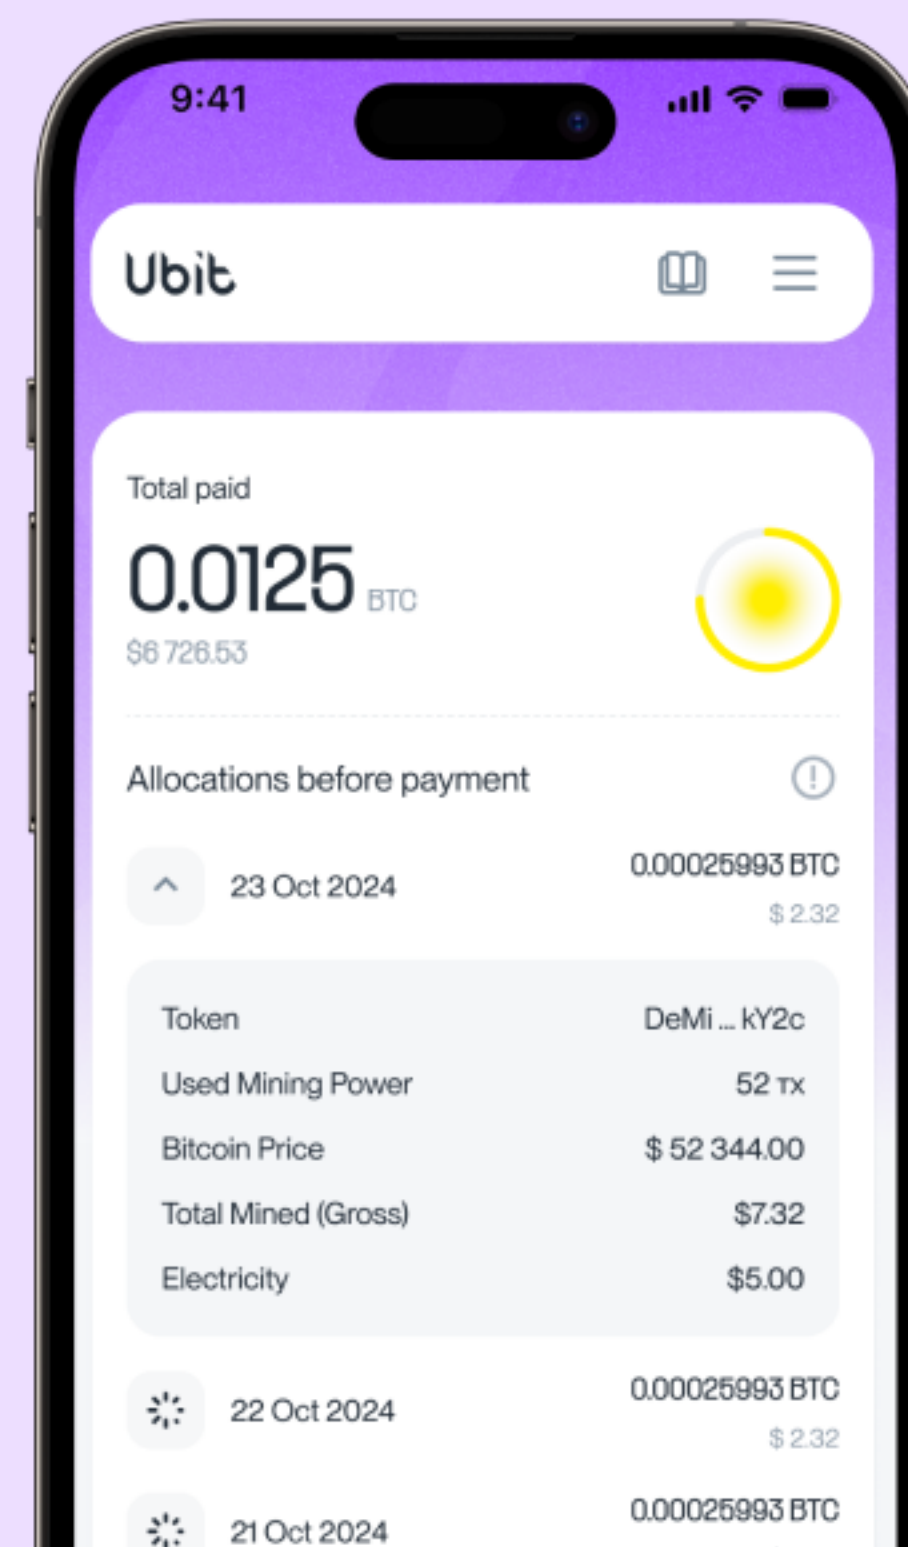 9:41
Ubit
Total paid
0.0125 BTC
$6 726.53
Allocations before payment
23 Oct 2024
0.00025993 BTC
$ 2.32
Token DeMi ... kY2c
Used Mining Power 52 тх
Bitcoin Price $ 52 344.00
Total Mined (Gross) $7.32
Electricity $5.00
22 Oct 2024
0.00025993 BTC
$ 2.32
21 Oct 2024
0.00025993 BTC